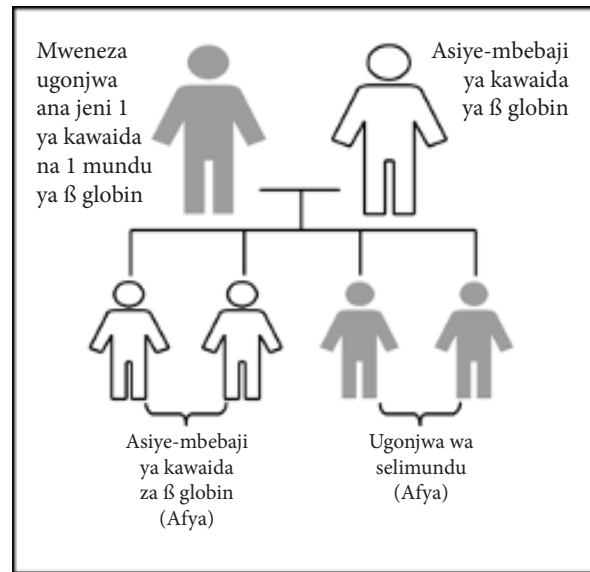 Mweneza
ugonjwa
ana jeni 1
ya kawaida
na 1 mundu
ya ß globin
Asiye-mbebaji
ya kawaida
ya ß globin
Asiye-mbebaji
ya kawaida
za ß globin
(Afya)
Ugonjwa wa
selimundu
(Afya)